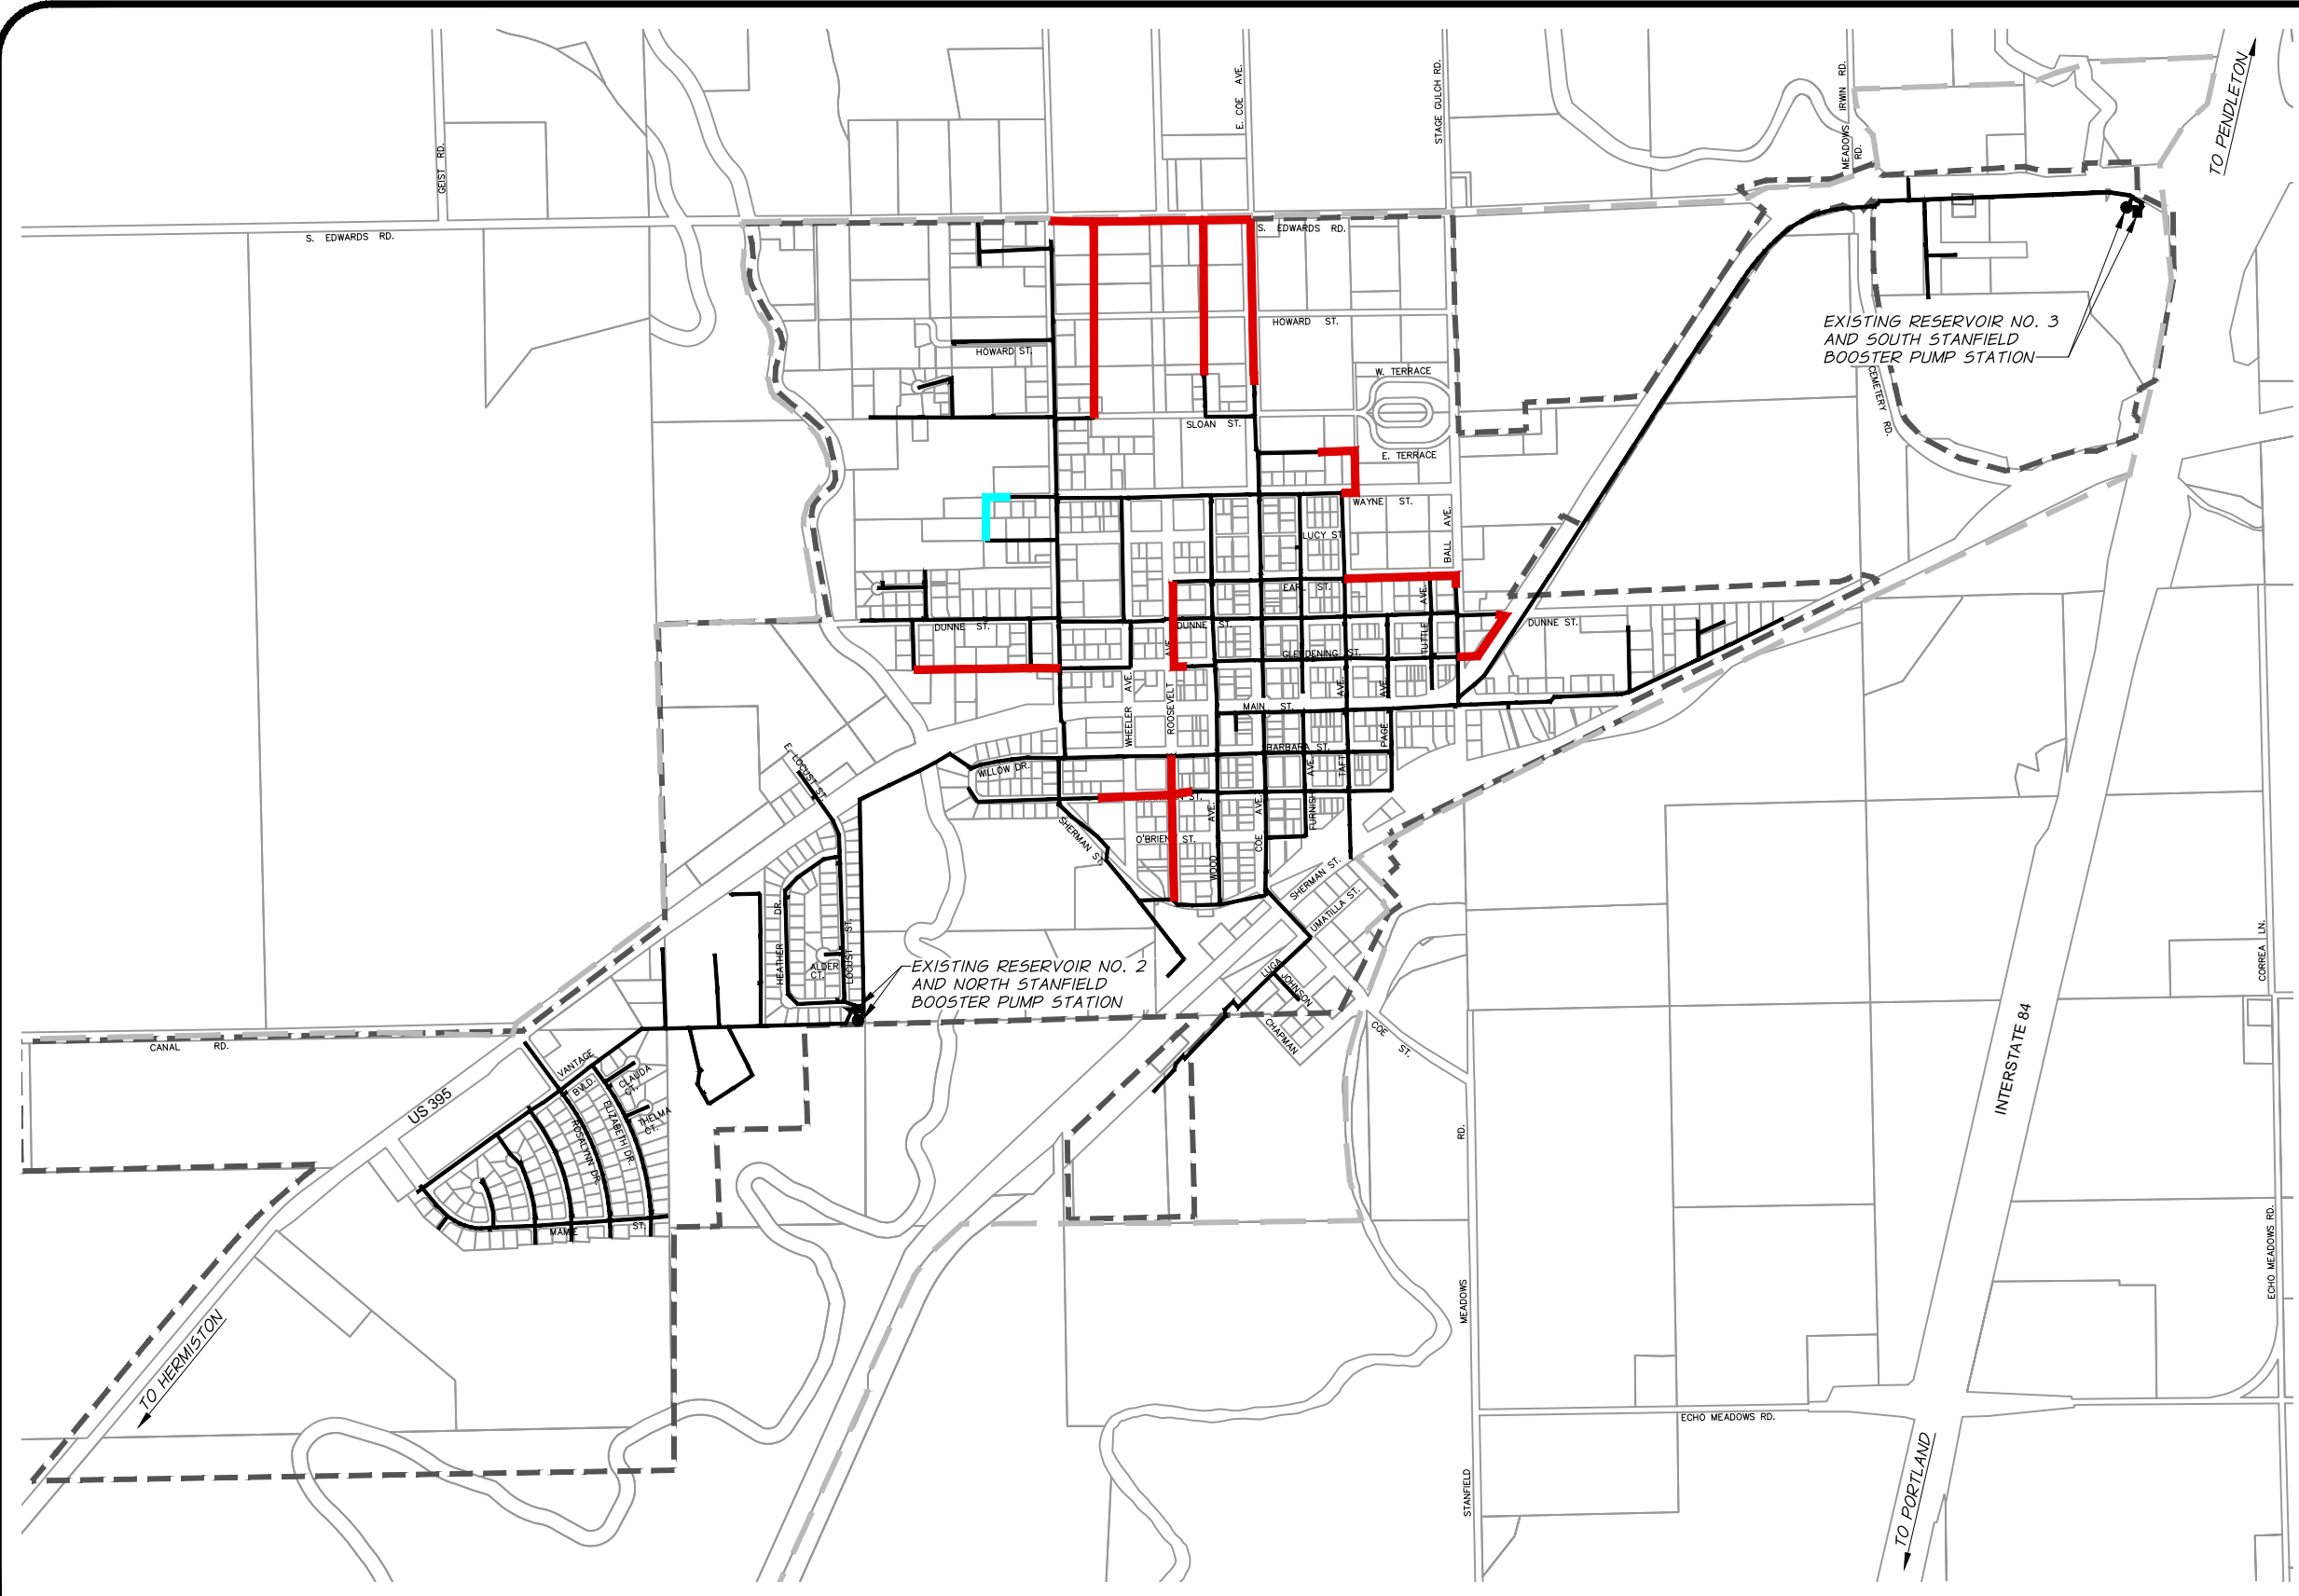 TO PENDLETON
E. COE AVE.
STAGE GULCH RD.
MEADOWS IRWIN RD.
RD.
GEIST RD.
S. EDWARDS RD.
S. EDWARDS RD.
HOWARD ST.
HOWARD ST.
EXISTING RESERVOIR NO. 3
AND SOUTH STANFIELD
BOOSTER PUMP STATION
W. TERRACE
CEMETERY RD.
SLOAN ST.
E. TERRACE
WAYNE ST.
BALL AVE.
LUCY ST
EARL ST.
TUTTLE AVE.
DUNNE ST.
DUNNE ST.
DUNNE ST.
GLENDENING ST.
WHEELER AVE.
ROOSEVELT AVE.
MAIN ST.
AVE.
PAGE AVE.
BARBARA ST.
TAFT
E. LOCUST ST.
WILLOW DR.
ST.
FURNISH AVE.
WOOD AVE.
COE AVE.
SHERMAN ST.
O'BRIEN ST.
SHERMAN ST.
UMATILLA ST.
HEATHER DR.
LOCUST ST.
ALDER
CT.
EXISTING RESERVOIR NO. 2
AND NORTH STANFIELD
BOOSTER PUMP STATION
LUGA
JOHNSON
CHAPMAN
COE ST.
CORREA LN.
CANAL RD.
VANTAGE
BVLD.
CLAUDA
CT.
THELMA
CT.
US 395
ELIZABETH DR.
ROSALYNN DR.
MAMIE ST.
INTERSTATE 84
STANFIELD MEADOWS RD.
ECHO MEADOWS RD.
TO HERMISTON
ECHO MEADOWS RD.
TO PORTLAND